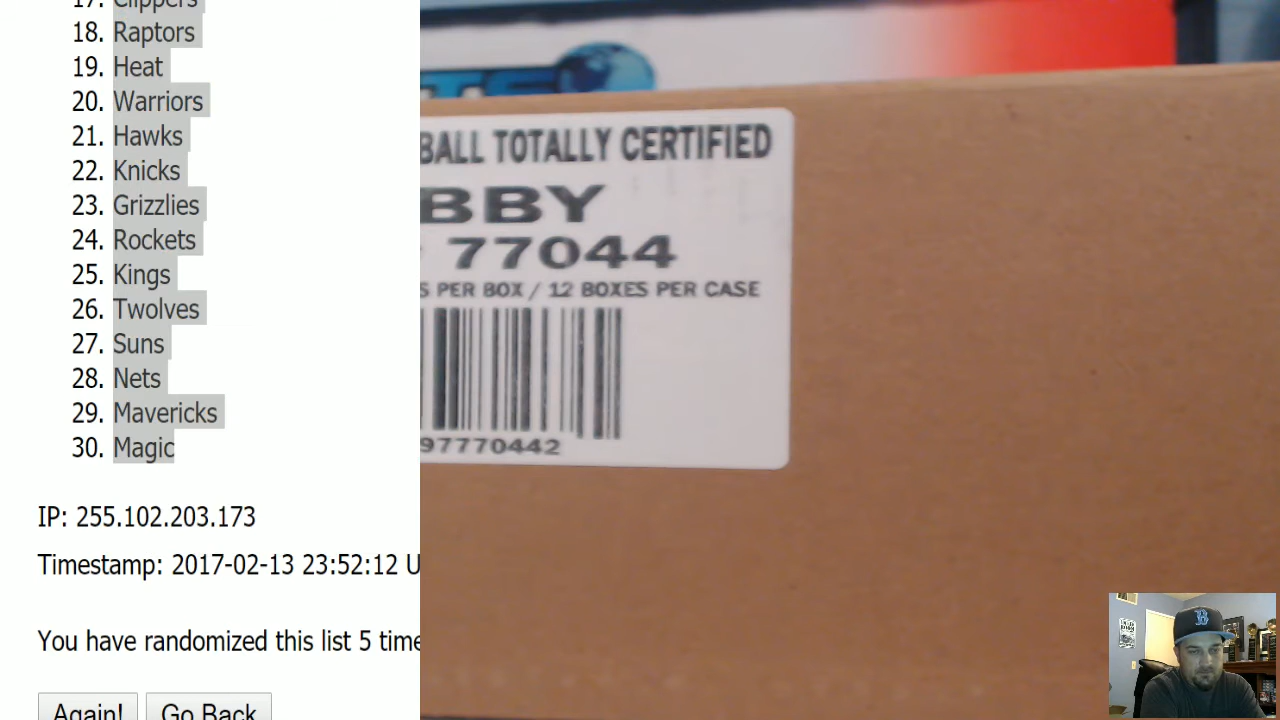 17. Clippers
18. Raptors
19. Heat
20. Warriors
21. Hawks
22. Knicks
23. Grizzlies
24. Rockets
25. Kings
26. Twolves
27. Suns
28. Nets
29. Mavericks
30. Magic
IP: 255.102.203.173
Timestamp: 2017-02-13 23:52:12 U
You have randomized this list 5 time
Again! Go Back
BALL TOTALLY CERTIFIED
BBY
77044
S PER BOX / 12 BOXES PER CASE
97770442